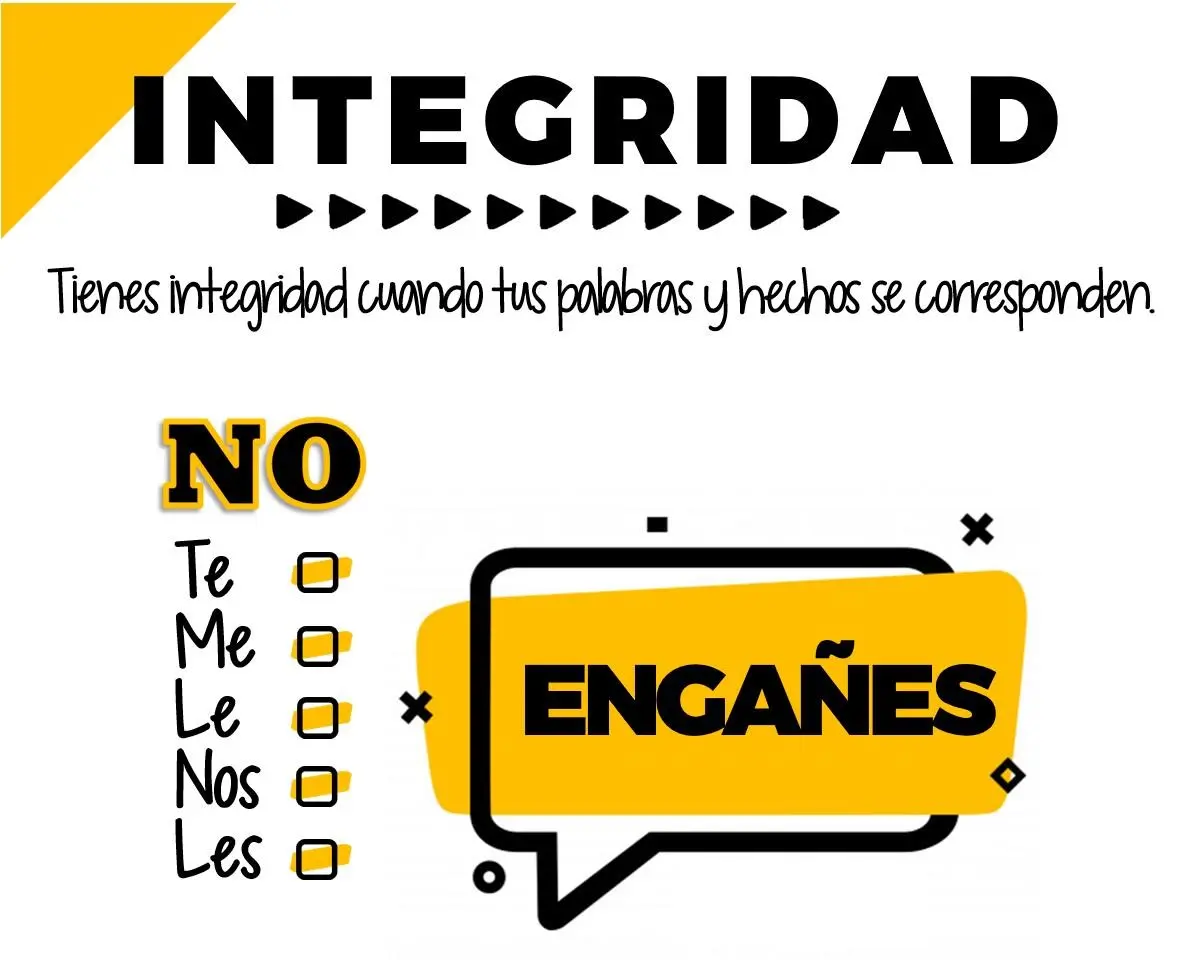 INTEGRIDAD
Tienes integridad cuando tus palabras y hechos se corresponden.
NO
Te
Me
Le
Nos
Les
ENGAÑES